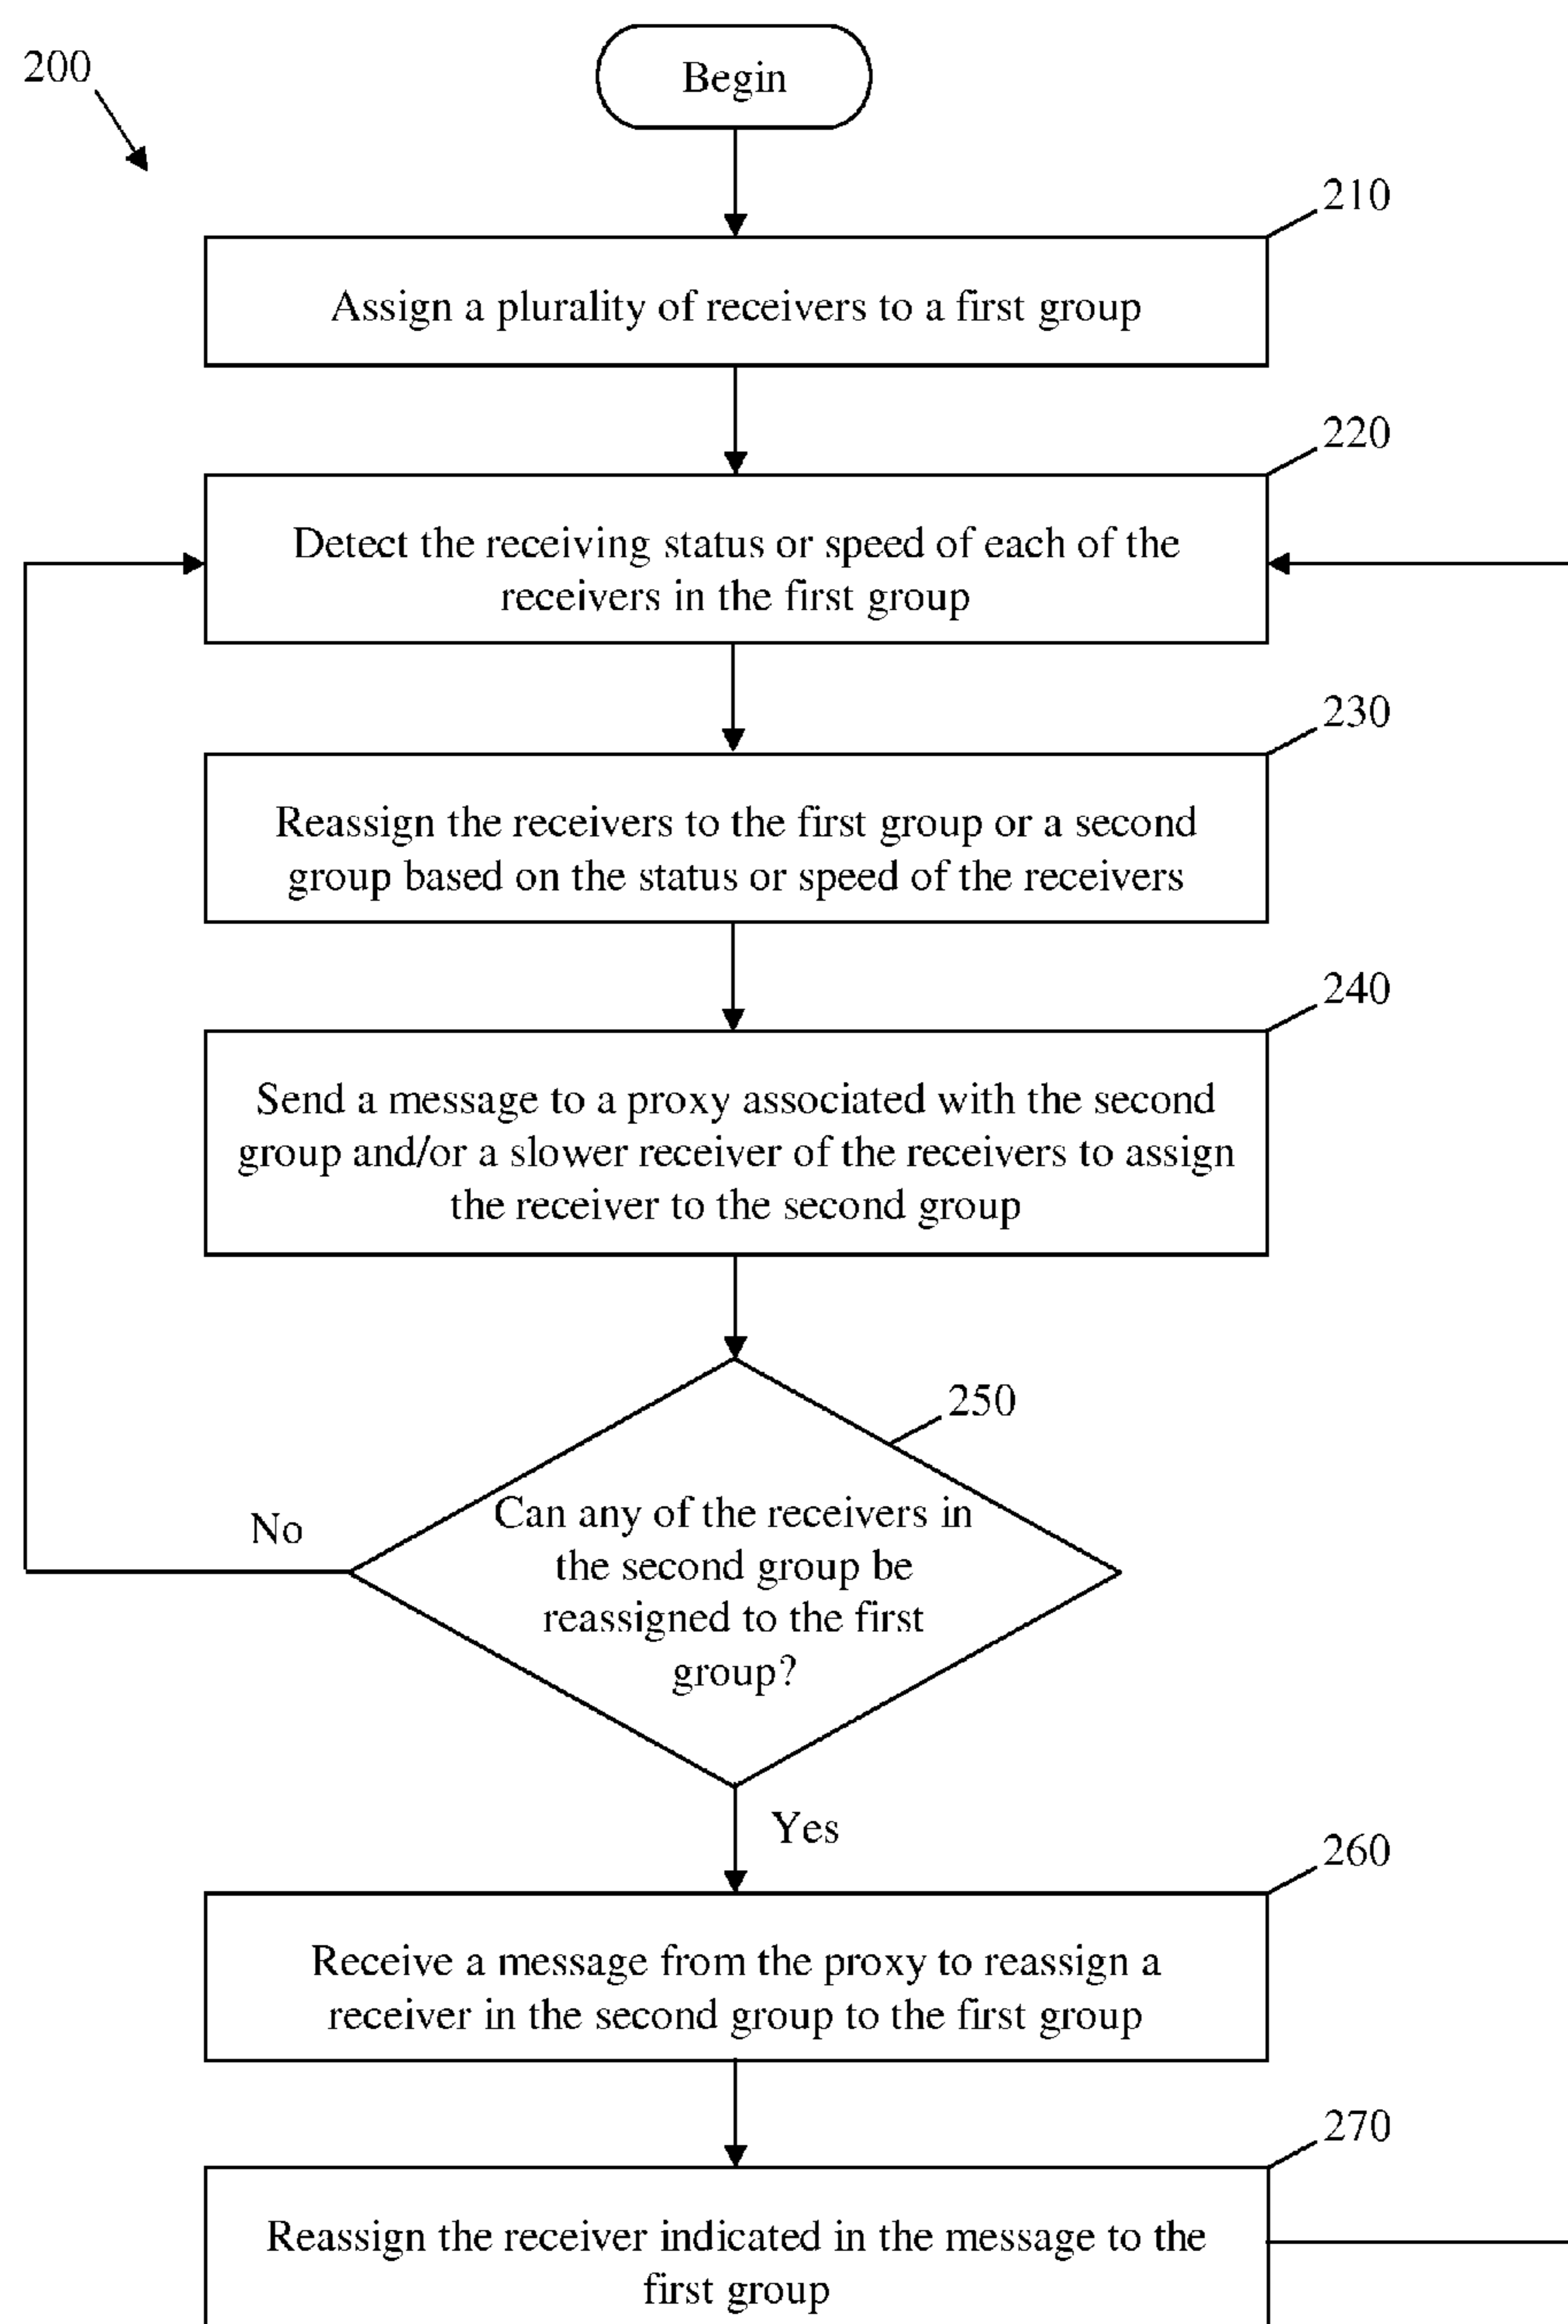 200
Begin
210
Assign a plurality of receivers to a first group
220
Detect the receiving status or speed of each of the
receivers in the first group
230
Reassign the receivers to the first group or a second
group based on the status or speed of the receivers
240
Send a message to a proxy associated with the second
group and/or a slower receiver of the receivers to assign
the receiver to the second group
250
Can any of the receivers in
the second group be
reassigned to the first
group?
No
Yes
260
Receive a message from the proxy to reassign a
receiver in the second group to the first group
270
Reassign the receiver indicated in the message to the
first group